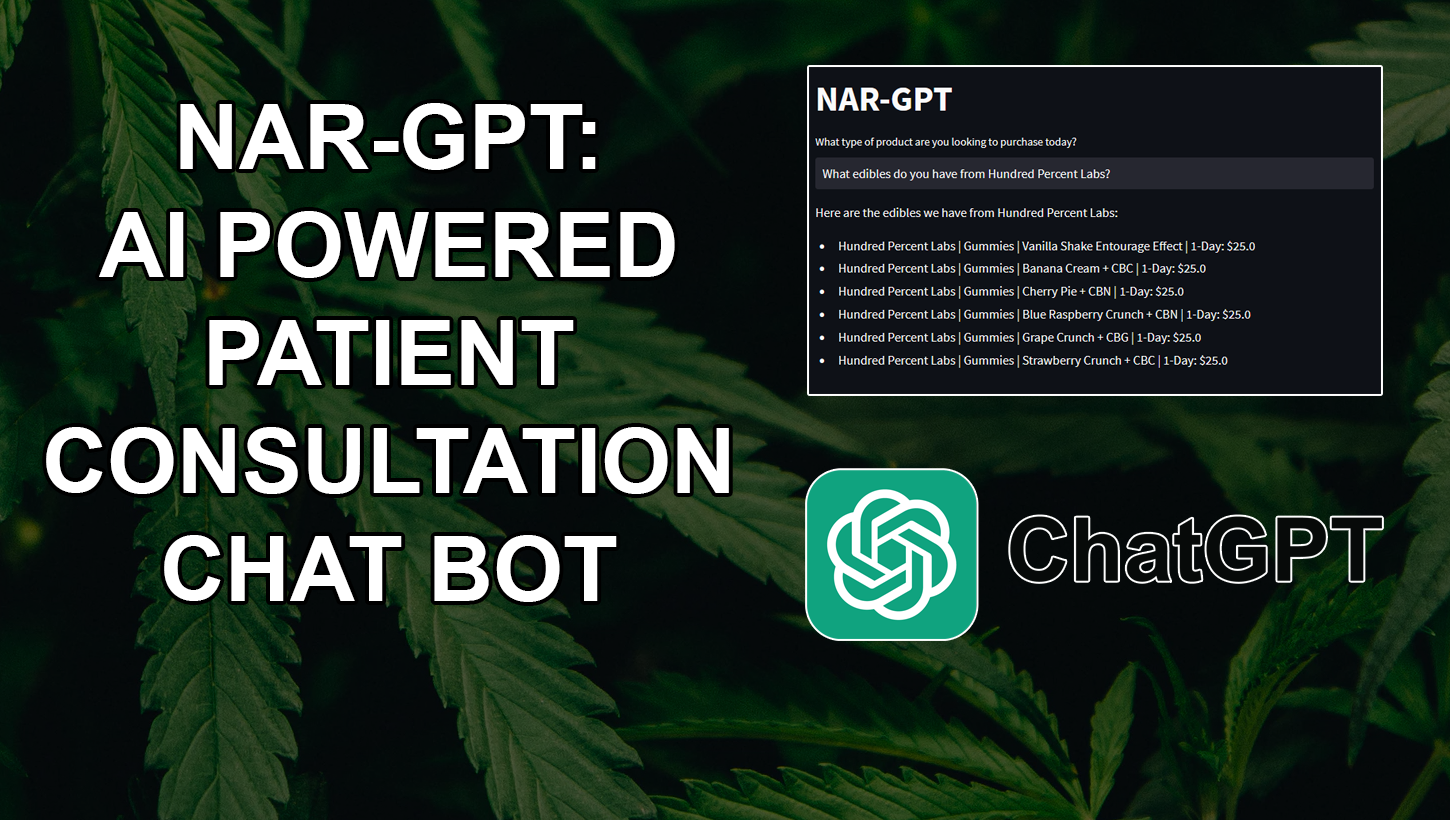 NAR-GPT:
AI POWERED
PATIENT
CONSULTATION
CHAT BOT
NAR-GPT
What type of product are you looking to purchase today?
What edibles do you have from Hundred Percent Labs?
Here are the edibles we have from Hundred Percent Labs:
• Hundred Percent Labs | Gummies | Vanilla Shake Entourage Effect | 1-Day: $25.0
• Hundred Percent Labs | Gummies | Banana Cream + CBC | 1-Day: $25.0
• Hundred Percent Labs | Gummies | Cherry Pie + CBN | 1-Day: $25.0
• Hundred Percent Labs | Gummies | Blue Raspberry Crunch + CBN | 1-Day: $25.0
• Hundred Percent Labs | Gummies | Grape Crunch + CBG | 1-Day: $25.0
• Hundred Percent Labs | Gummies | Strawberry Crunch + CBC | 1-Day: $25.0
ChatGPT